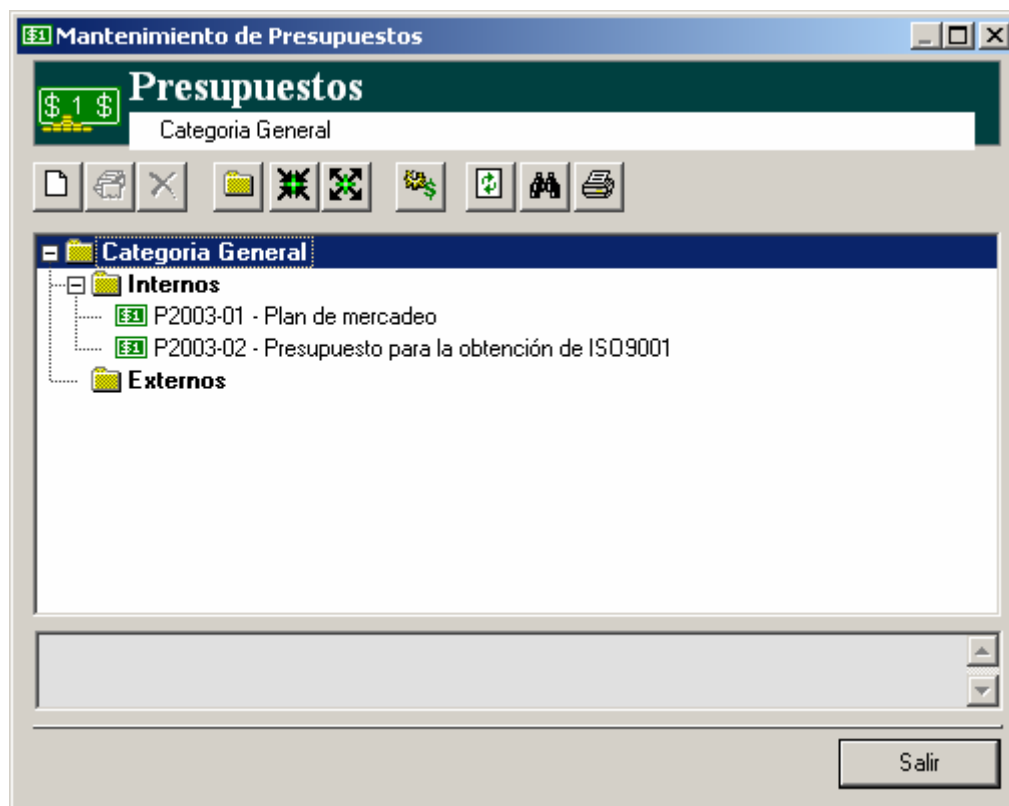 Mantenimiento de Presupuestos
Presupuestos
$ 1 $
Categoria General
Categoria General
Internos
P2003-01 - Plan de mercadeo
P2003-02 - Presupuesto para la obtención de ISO9001
Externos
Salir